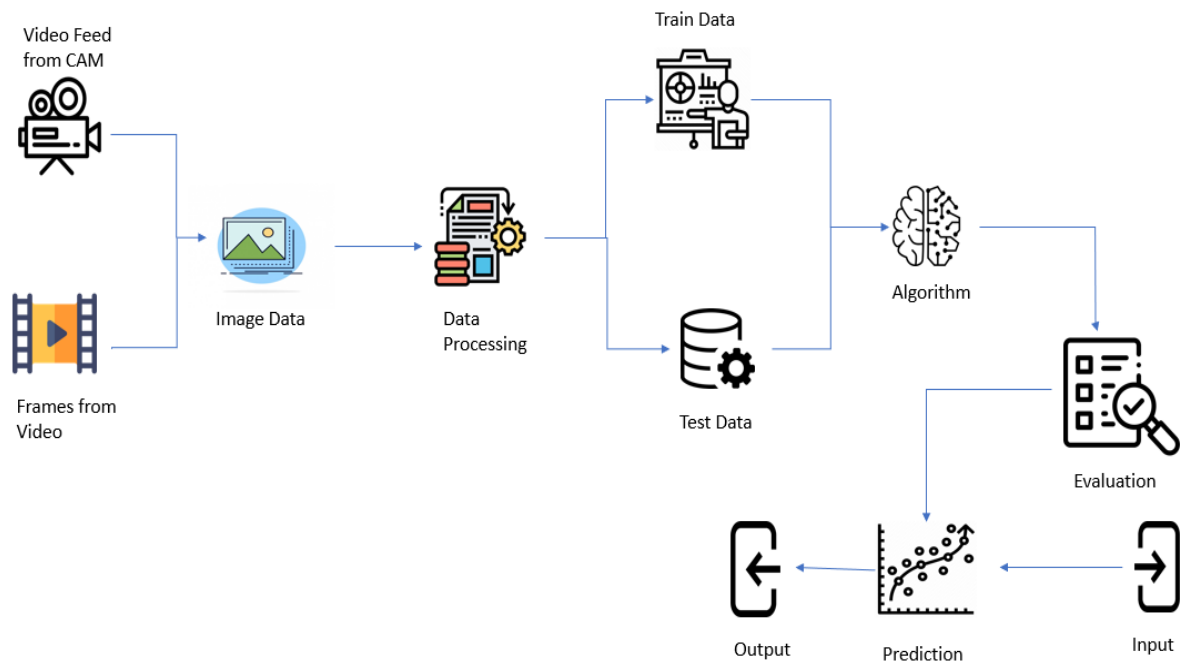 Video Feed
from CAM
Train Data
Image Data
Data
Processing
Algorithm
Frames from
Video
Test Data
Evaluation
Output
Prediction
Input